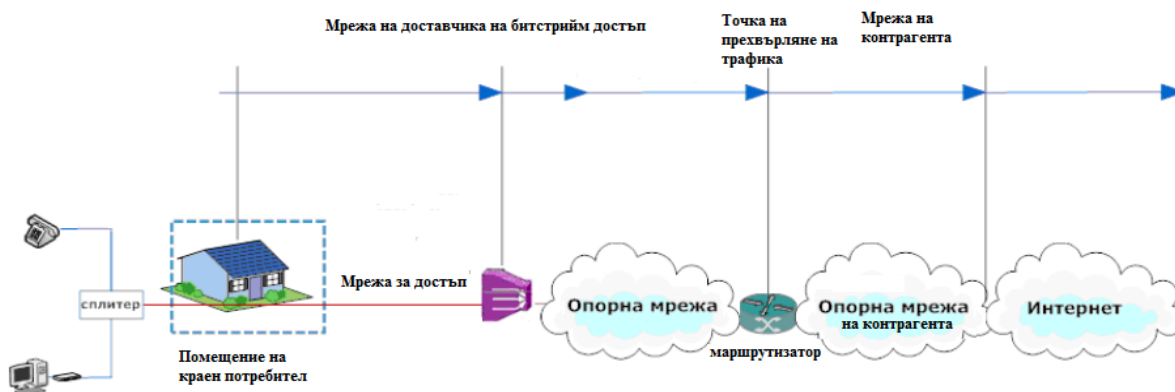 Мрежа на доставчика на битстрийм достъп
Точка на
прехвърляне на
трафика
Мрежа на
контрагента
сплитер
Мрежа за достъп
Опорна мрежа
Опорна мрежа
на контрагента
Интернет
маршрутизатор
Помещение на
краен потребител